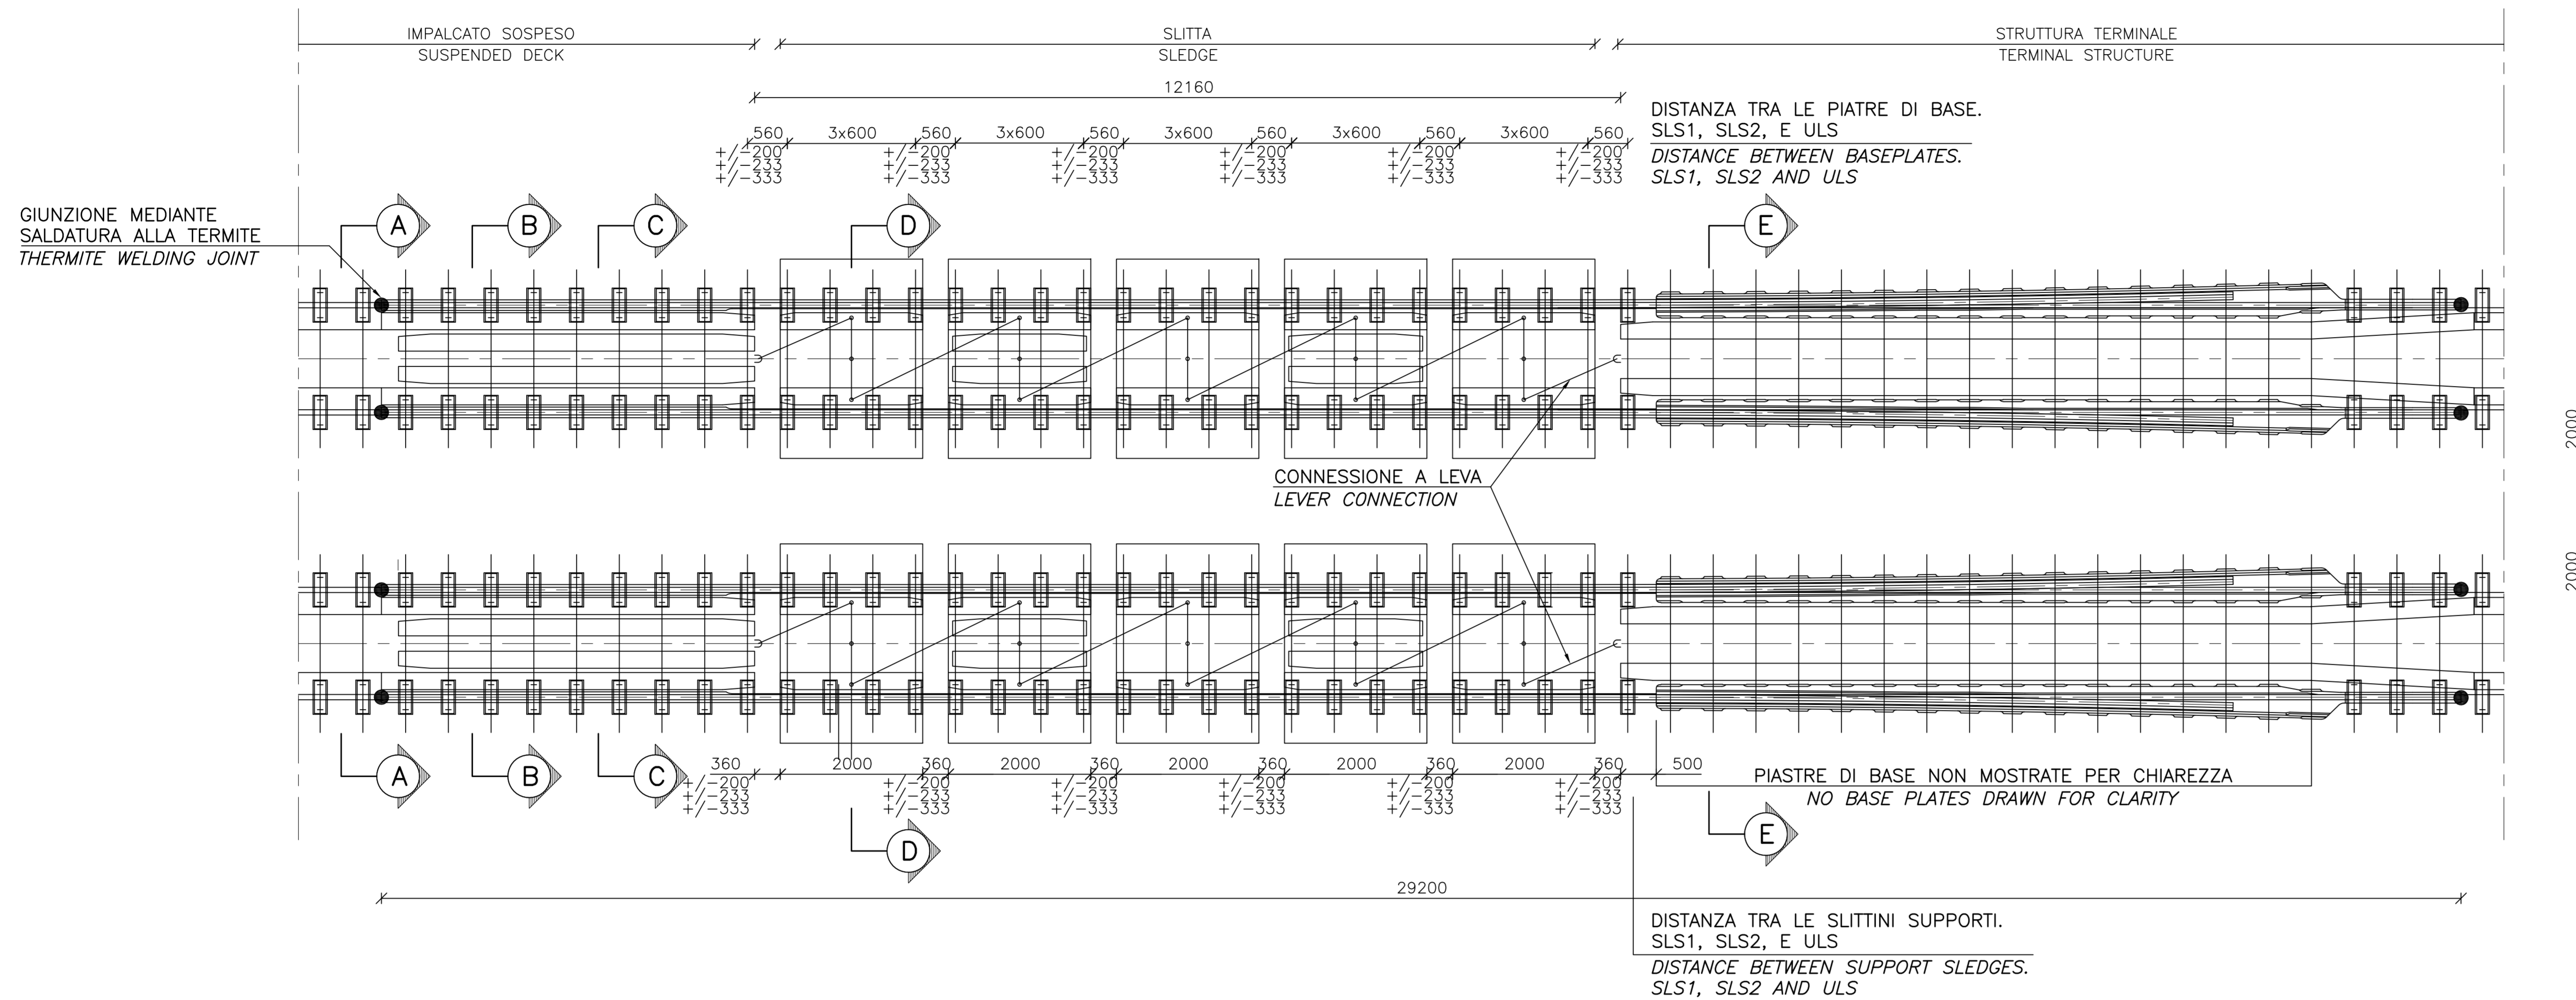 IMPALCATO SOSPESO
SUSPENDED DECK
SLITTA
SLEDGE
STRUTTURA TERMINALE
TERMINAL STRUCTURE
12160
560 3x600 560 3x600 560 3x600 560 3x600 560 3x600 560
+/-200 +/-200 +/-200 +/-200 +/-200 +/-200
+/-233 +/-233 +/-233 +/-233 +/-233 +/-233
+/-333 +/-333 +/-333 +/-333 +/-333 +/-333
DISTANZA TRA LE PIATRE DI BASE.
SLS1, SLS2, E ULS
DISTANCE BETWEEN BASEPLATES.
SLS1, SLS2 AND ULS
GIUNZIONE MEDIANTE
SALDATURA ALLA TERMITE
THERMITE WELDING JOINT
A B C D E
2000
CONNESSIONE A LEVA
LEVER CONNECTION
2000
A B C D E
360 2000 360 2000 360 2000 360 2000 360 2000 360 500
+/-200 +/-200 +/-200 +/-200 +/-200 +/-200
+/-233 +/-233 +/-233 +/-233 +/-233 +/-233
+/-333 +/-333 +/-333 +/-333 +/-333 +/-333
PIASTRE DI BASE NON MOSTRATE PER CHIAREZZA
NO BASE PLATES DRAWN FOR CLARITY
29200
DISTANZA TRA LE SLITTINI SUPPORTI.
SLS1, SLS2, E ULS
DISTANCE BETWEEN SUPPORT SLEDGES.
SLS1, SLS2 AND ULS